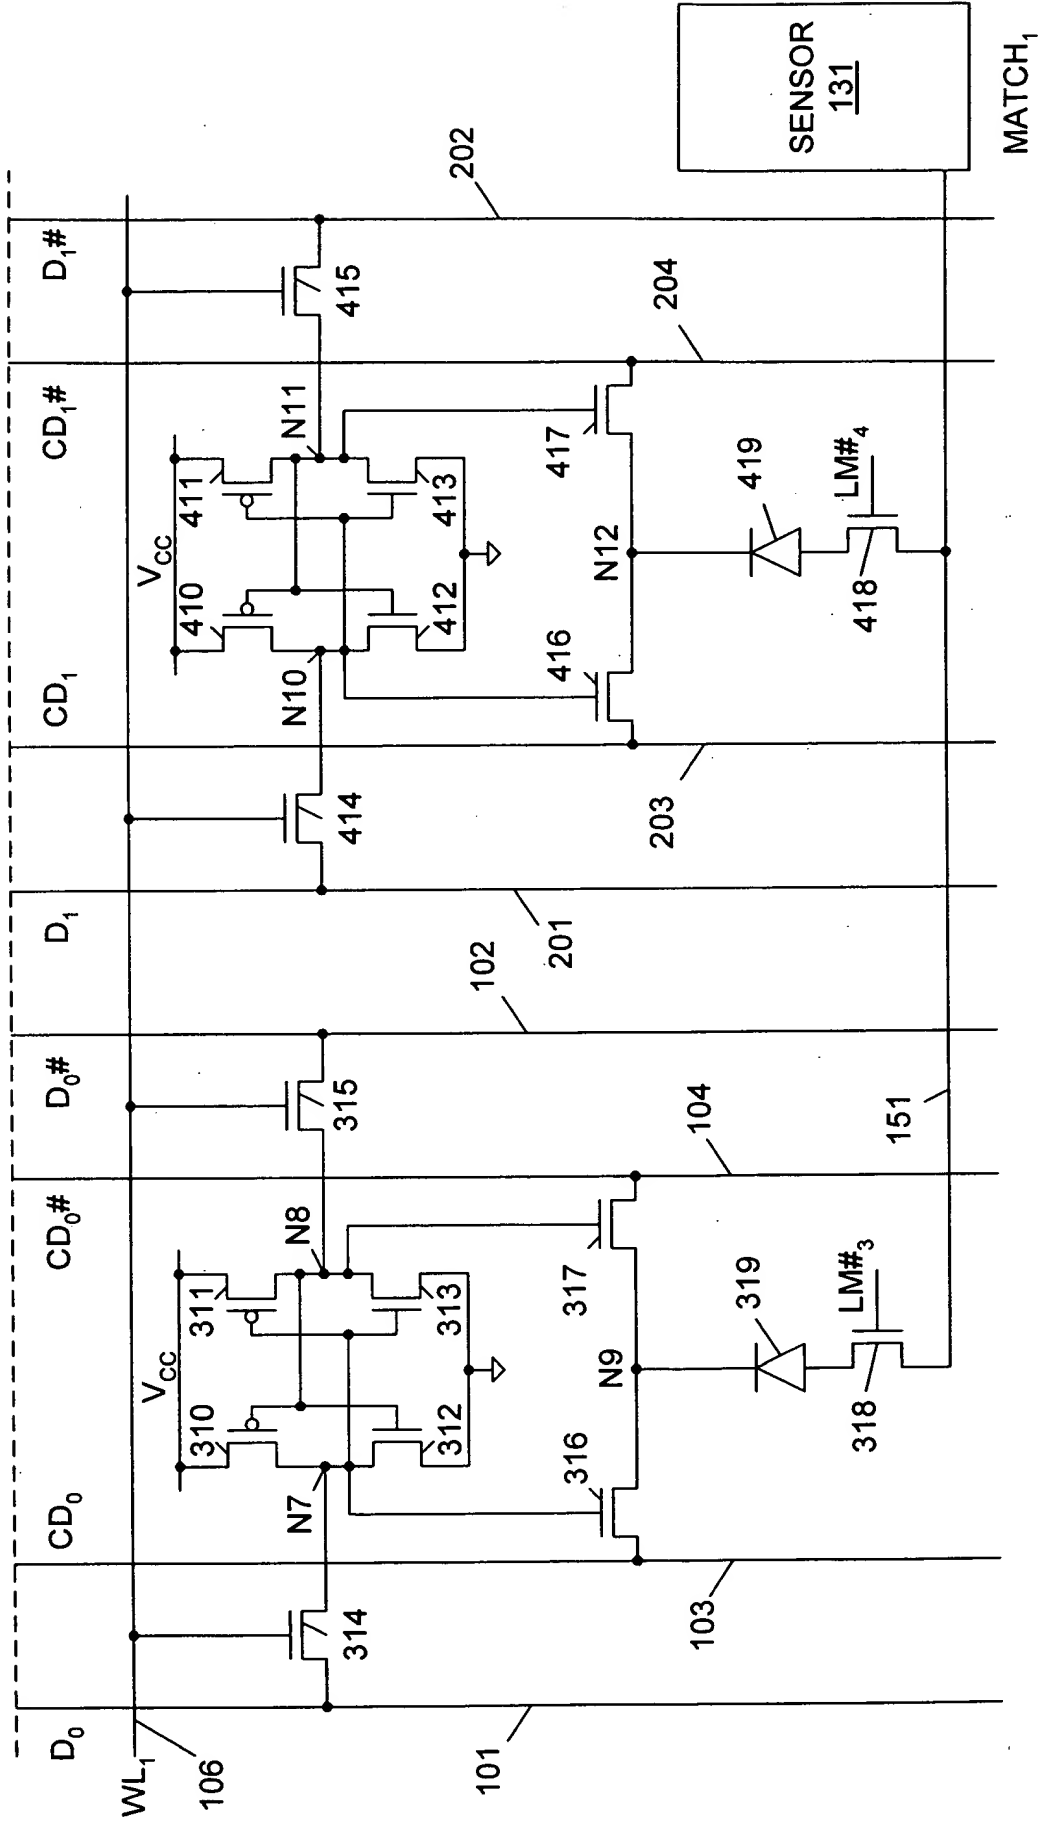 D₀ CD₀ CD₀# D₀# D₁ CD₁ CD₁# D₁#
WL₁
106
V_CC V_CC
310 311 410 411
N7 N8 N10 N11
312 313 412 413
314 315 414 415
316 317 416 417
N9 N12
101 103 104 102 201 203 204 202
319 419
LM#₃ LM#₄
318 418
151
SENSOR
131
MATCH₁